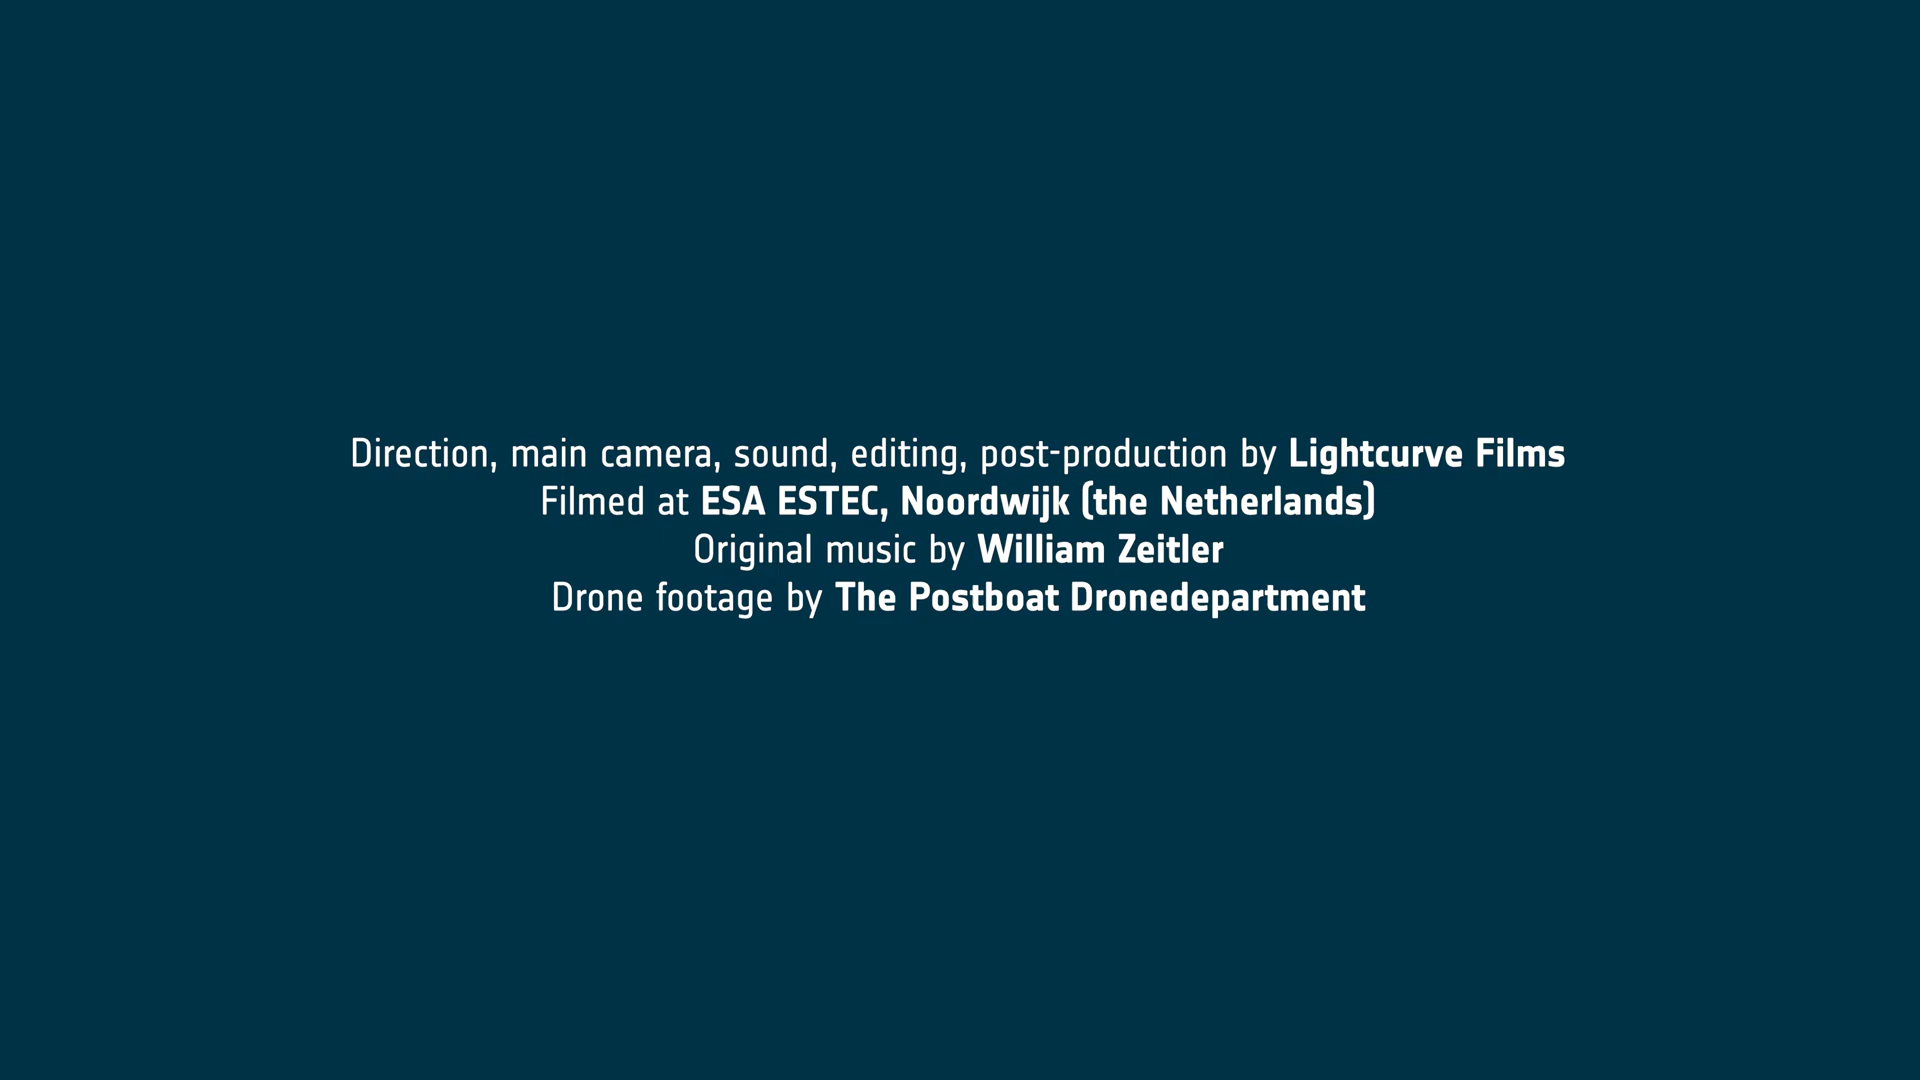 Direction, main camera, sound, editing, post-production by Lightcurve Films
Filmed at ESA ESTEC, Noordwijk (the Netherlands)
Original music by William Zeitler
Drone footage by The Postboat Dronedepartment